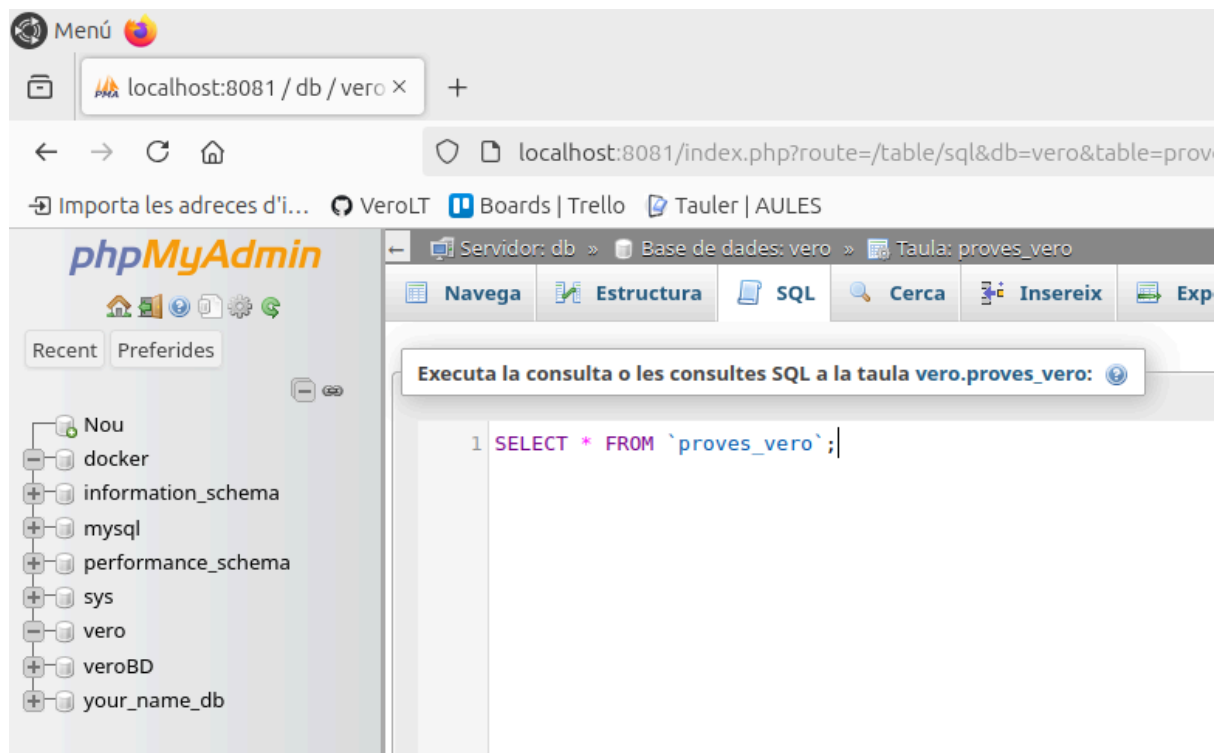 Menú
localhost:8081 / db / vero
localhost:8081/index.php?route=/table/sql&db=vero&table=prov
Importa les adreces d'i... VeroLT Boards | Trello Tauler | AULES
phpMyAdmin
Servidor: db » Base de dades: vero » Taula: proves_vero
Navega Estructura SQL Cerca Insereix Exp
Recent Preferides
Executa la consulta o les consultes SQL a la taula vero.proves_vero:
1 SELECT * FROM `proves_vero`;
Nou
docker
information_schema
mysql
performance_schema
sys
vero
veroBD
your_name_db